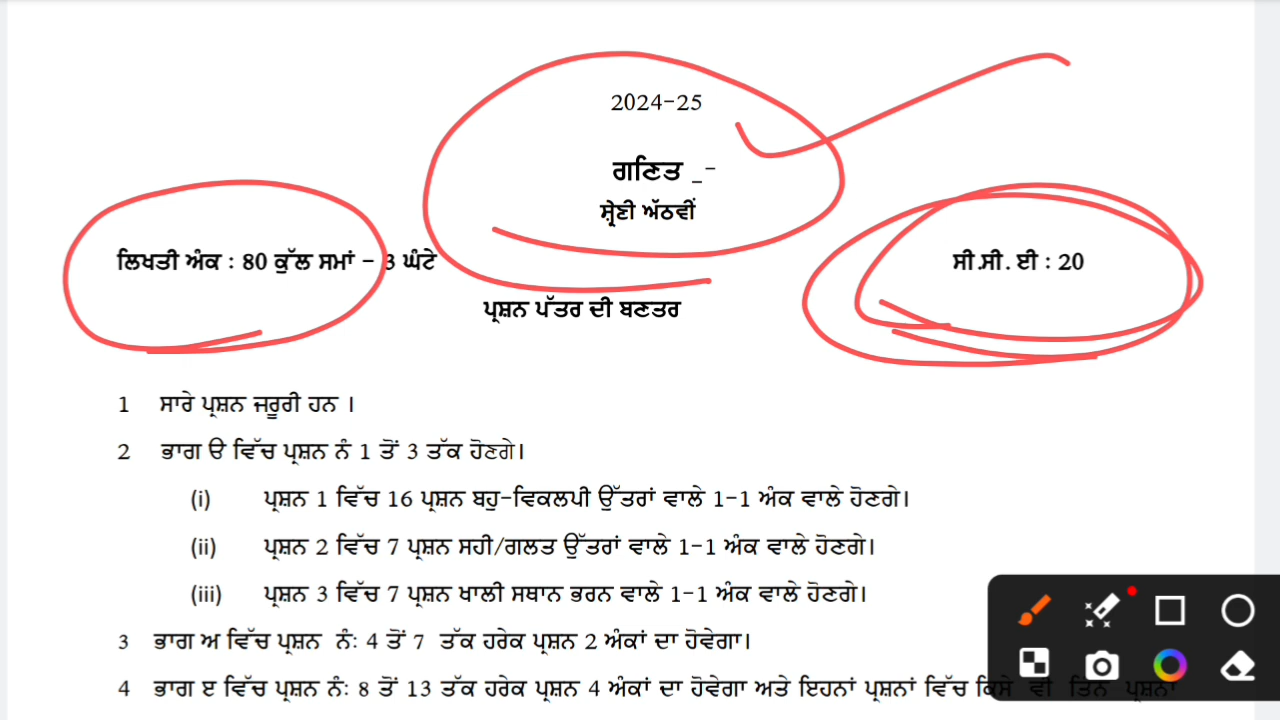 2024-25
ਗਣਿਤ _-
ਸ਼੍ਰੇਣੀ ਅੱਠਵੀਂ
ਲਿਖਤੀ ਅੰਕ : 80 ਕੁੱਲ ਸਮਾਂ - 3 ਘੰਟੇ ਸੀ.ਸੀ. ਈ : 20
ਪ੍ਰਸ਼ਨ ਪੱਤਰ ਦੀ ਬਣਤਰ
1 ਸਾਰੇ ਪ੍ਰਸ਼ਨ ਜਰੂਰੀ ਹਨ ।
2 ਭਾਗ ੳ ਵਿੱਚ ਪ੍ਰਸ਼ਨ ਨੰ 1 ਤੋਂ 3 ਤੱਕ ਹੋਣਗੇ।
(i) ਪ੍ਰਸ਼ਨ 1 ਵਿੱਚ 16 ਪ੍ਰਸ਼ਨ ਬਹੁ-ਵਿਕਲਪੀ ਉੱਤਰਾਂ ਵਾਲੇ 1-1 ਅੰਕ ਵਾਲੇ ਹੋਣਗੇ।
(ii) ਪ੍ਰਸ਼ਨ 2 ਵਿੱਚ 7 ਪ੍ਰਸ਼ਨ ਸਹੀ/ਗਲਤ ਉੱਤਰਾਂ ਵਾਲੇ 1-1 ਅੰਕ ਵਾਲੇ ਹੋਣਗੇ।
(iii) ਪ੍ਰਸ਼ਨ 3 ਵਿੱਚ 7 ਪ੍ਰਸ਼ਨ ਖਾਲੀ ਸਥਾਨ ਭਰਨ ਵਾਲੇ 1-1 ਅੰਕ ਵਾਲੇ ਹੋਣਗੇ।
3 ਭਾਗ ਅ ਵਿੱਚ ਪ੍ਰਸ਼ਨ ਨੰ: 4 ਤੋਂ 7 ਤੱਕ ਹਰੇਕ ਪ੍ਰਸ਼ਨ 2 ਅੰਕਾਂ ਦਾ ਹੋਵੇਗਾ।
4 ਭਾਗ ੲ ਵਿੱਚ ਪ੍ਰਸ਼ਨ ਨੰ: 8 ਤੋਂ 13 ਤੱਕ ਹਰੇਕ ਪ੍ਰਸ਼ਨ 4 ਅੰਕਾਂ ਦਾ ਹੋਵੇਗਾ ਅਤੇ ਇਹਨਾਂ ਪ੍ਰਸ਼ਨਾਂ ਵਿੱਚ ਕਿਸੇ ਵੀ ਤਿੰਨ ਪ੍ਰਸ਼ਨਾਂ